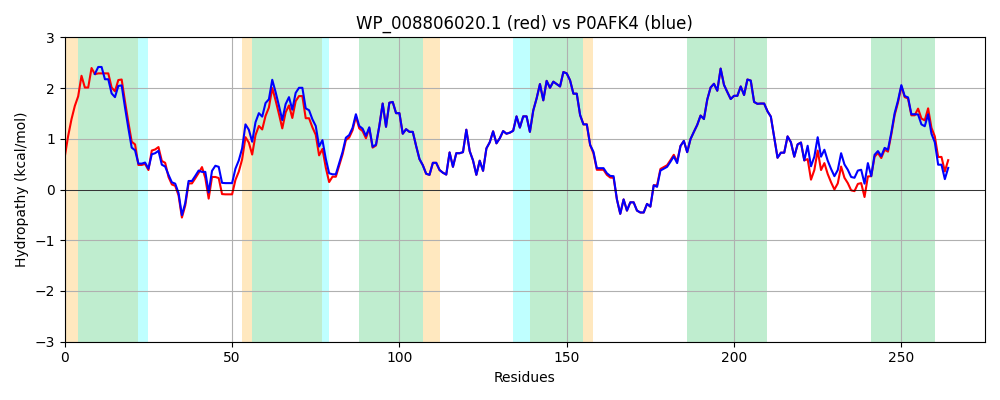 WP_008806020.1 (red) vs P0AFK4 (blue)
3
2
1
0
−1
−2
−3
Hydropathy (kcal/mol)
0 50 100 150 200 250
Residues